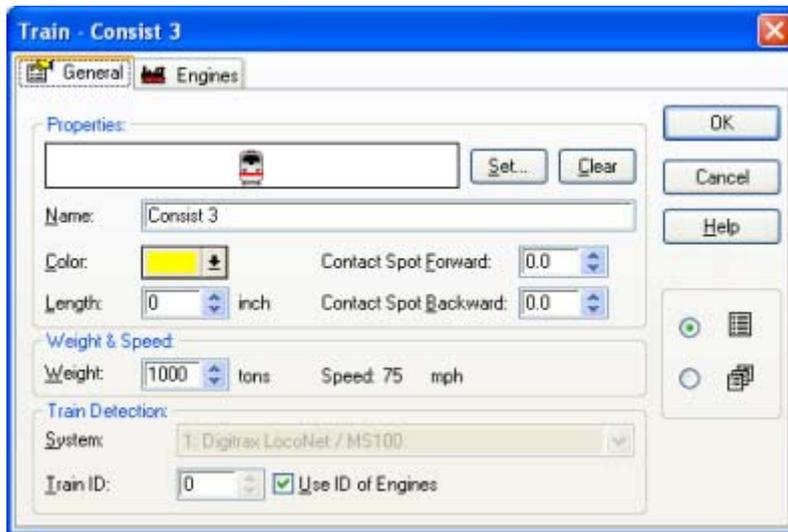 Train - Consist 3
General Engines
Properties:
Set... Clear
Name: Consist 3
Color: Contact Spot Forward: 0.0
Length: 0 inch Contact Spot Backward: 0.0
Weight & Speed:
Weight: 1000 tons Speed: 75 mph
Train Detection:
System: 1: Digitrax LocoNet / MS100
Train ID: 0 Use ID of Engines
OK
Cancel
Help